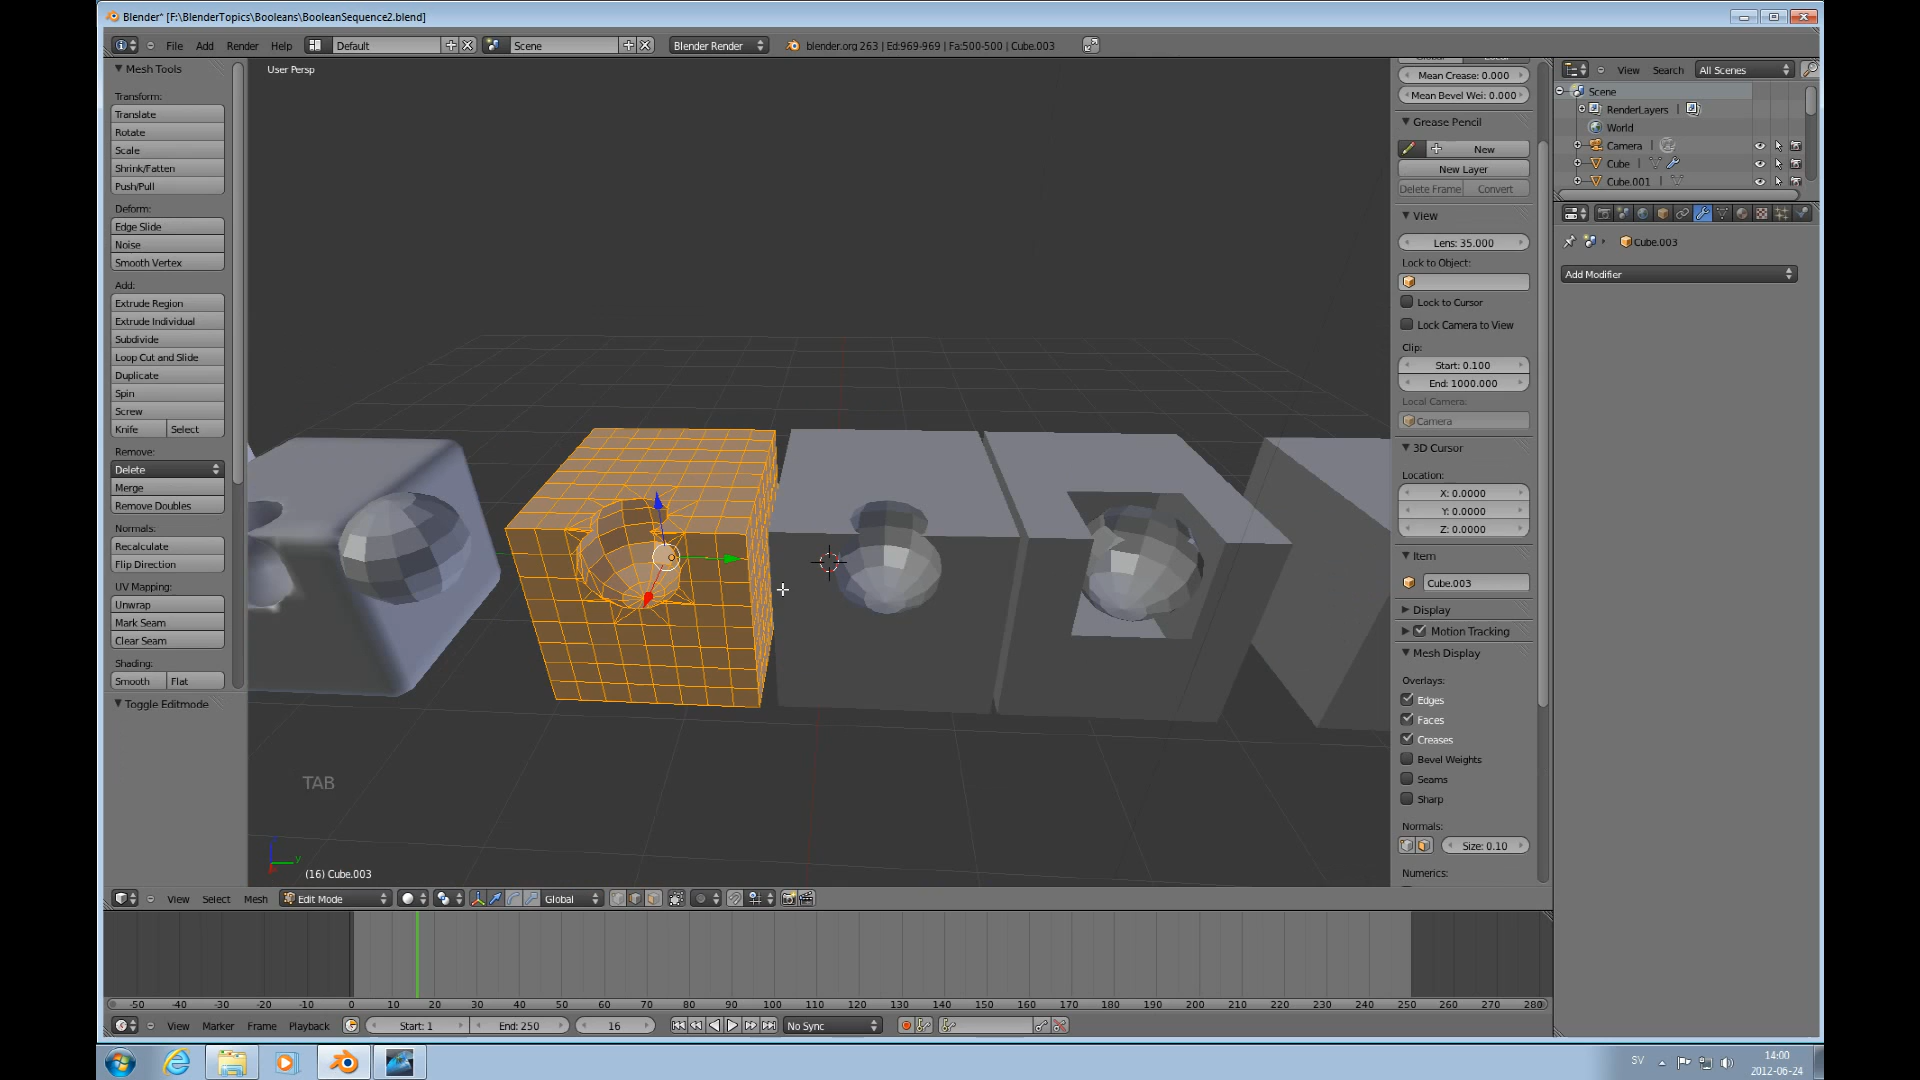 Blender* [F:\BlenderTopics\Booleans\BooleanSequence2.blend]
File Add Render Help Default Scene Blender Render blender.org 263 | Ed:969-969 | Fa:500-500 | Cube.003
Mesh Tools
Transform:
Translate
Rotate
Scale
Shrink/Fatten
Push/Pull
Deform:
Edge Slide
Noise
Smooth Vertex
Add:
Extrude Region
Extrude Individual
Subdivide
Loop Cut and Slide
Duplicate
Spin
Screw
Knife Select
Remove:
Delete
Merge
Remove Doubles
Normals:
Recalculate
Flip Direction
UV Mapping:
Unwrap
Mark Seam
Clear Seam
Shading:
Smooth Flat
Toggle Editmode
User Persp
TAB
y
(16) Cube.003
Mean Crease: 0.000
Mean Bevel Wei: 0.000
Grease Pencil
New
New Layer
Delete Frame Convert
View
Lens: 35.000
Lock to Object:
Lock to Cursor
Lock Camera to View
Clip:
Start: 0.100
End: 1000.000
Local Camera:
Camera
3D Cursor
Location:
X: 0.0000
Y: 0.0000
Z: 0.0000
Item
Cube.003
Display
Motion Tracking
Mesh Display
Overlays:
Edges
Faces
Creases
Bevel Weights
Seams
Sharp
Normals:
Size: 0.10
Numerics:
View Search All Scenes
Scene
RenderLayers
World
Camera
Cube
Cube.001
Cube.003
Add Modifier
View Select Mesh Edit Mode Global
-50 -40 -30 -20 -10 0 10 20 30 40 50 60 70 80 90 100 110 120 130 140 150 160 170 180 190 200 210 220 230 240 250 260 270 280
View Marker Frame Playback Start: 1 End: 250 16 No Sync
SV
14:00
2012-06-24